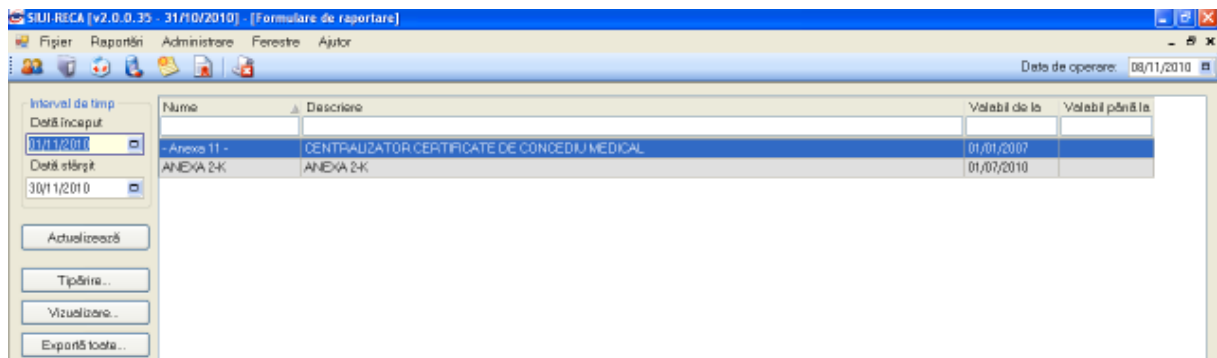 SIUI-RECA [v2.0.0.35 - 31/10/2010] - [Formulare de raportare]
Fişier Raportări Administrare Ferestre Ajutor
Data de operare: 08/11/2010
Interval de timp
Dată început
01/11/2010
Dată sfârşit
30/11/2010
Actualizează
Tipărire...
Vizualizare...
Exportă toate...
Nume Descriere Valabil de la Valabil până la
- Anexa 11 - CENTRALIZATOR CERTIFICATE DE CONCEDIU MEDICAL 01/01/2007
ANEXA 2-K ANEXA 2-K 01/07/2010